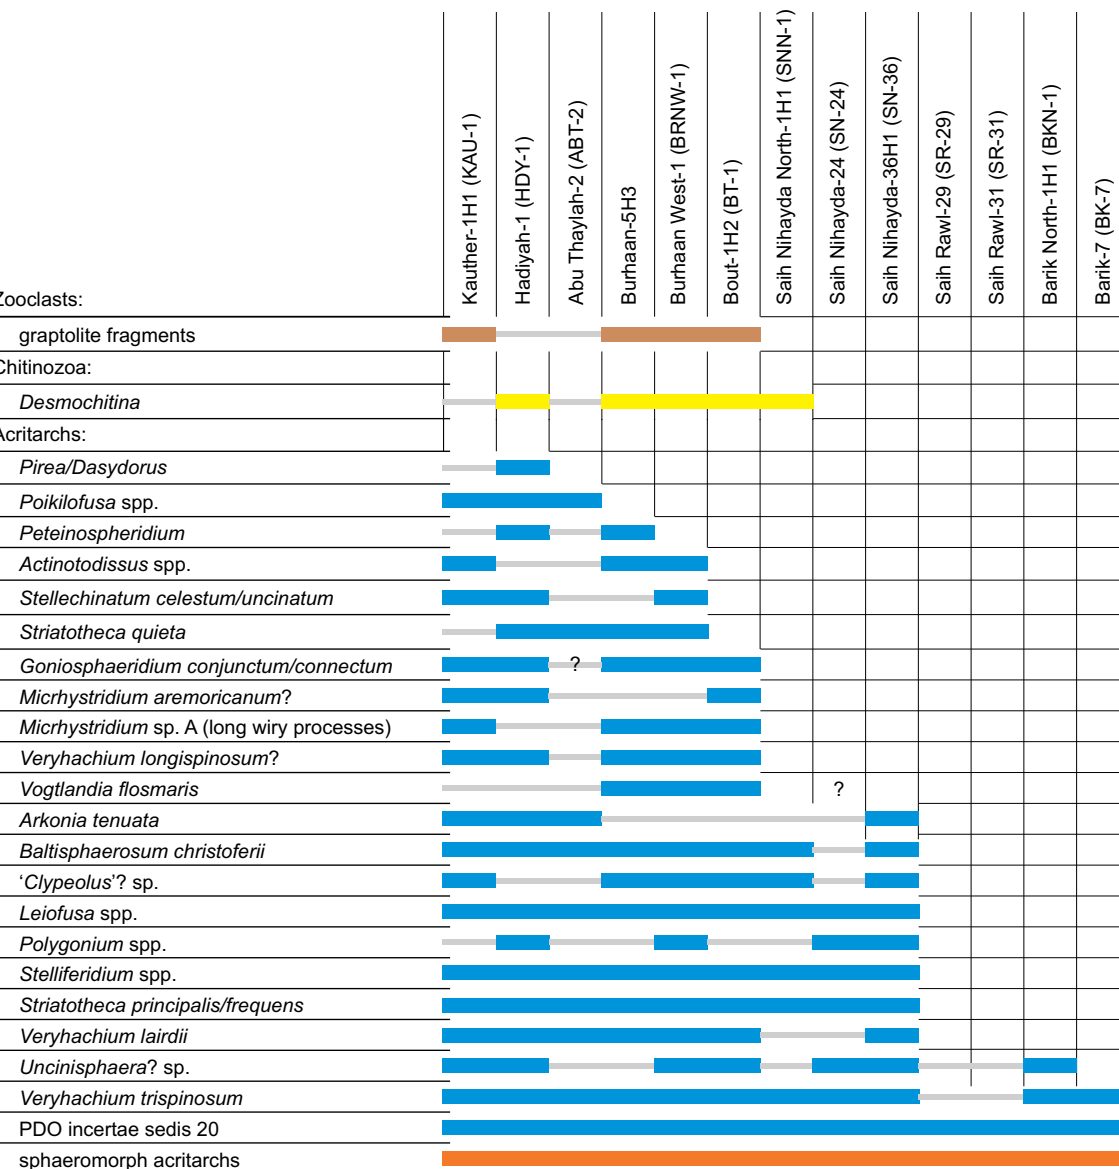 Kauther-1H1 (KAU-1)
Hadiyah-1 (HDY-1)
Abu Thaylah-2 (ABT-2)
Burhaan-5H3
Burhaan West-1 (BRNW-1)
Bout-1H2 (BT-1)
Saih Nihayda North-1H1 (SNN-1)
Saih Nihayda-24 (SN-24)
Saih Nihayda-36H1 (SN-36)
Saih Rawl-29 (SR-29)
Saih Rawl-31 (SR-31)
Barik North-1H1 (BKN-1)
Barik-7 (BK-7)
Zooclasts:
graptolite fragments
Chitinozoa:
Desmochitina
Acritarchs:
Pirea/Dasydorus
Poikilofusa spp.
Peteinospheridium
Actinotodissus spp.
Stellechinatum celestum/uncinatum
Striatotheca quieta
Goniosphaeridium conjunctum/connectum ?
Micrhystridium aremoricanum?
Micrhystridium sp. A (long wiry processes)
Veryhachium longispinosum?
Vogtlandia flosmaris ?
Arkonia tenuata
Baltisphaerosum christoferii
‘Clypeolus’? sp.
Leiofusa spp.
Polygonium spp.
Stelliferidium spp.
Striatotheca principalis/frequens
Veryhachium lairdii
Uncinisphaera? sp.
Veryhachium trispinosum
PDO incertae sedis 20
sphaeromorph acritarchs